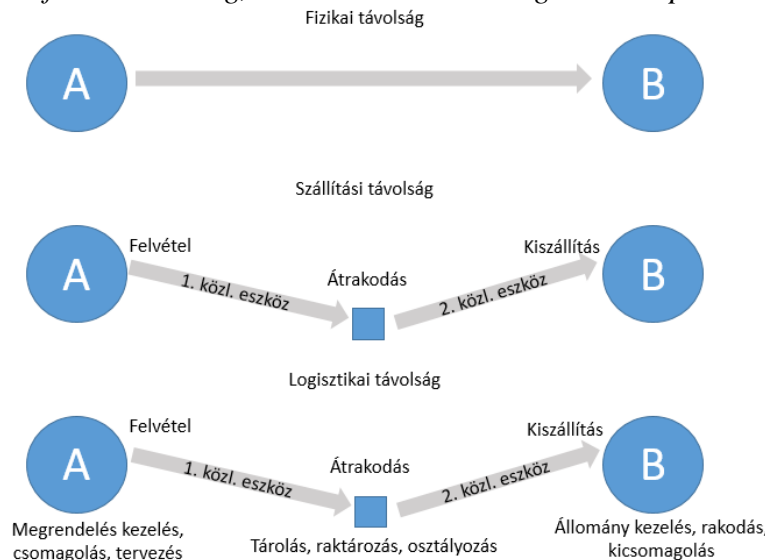 Fizikai távolság
A
B
Szállítási távolság
Felvétel
Kiszállítás
A
1. közl. eszköz
Átrakodás
2. közl. eszköz
B
Logisztikai távolság
Felvétel
Kiszállítás
A
1. közl. eszköz
Átrakodás
2. közl. eszköz
B
Megrendelés kezelés,
csomagolás, tervezés
Tárolás, raktározás, osztályozás
Állomány kezelés, rakodás,
kicsomagolás